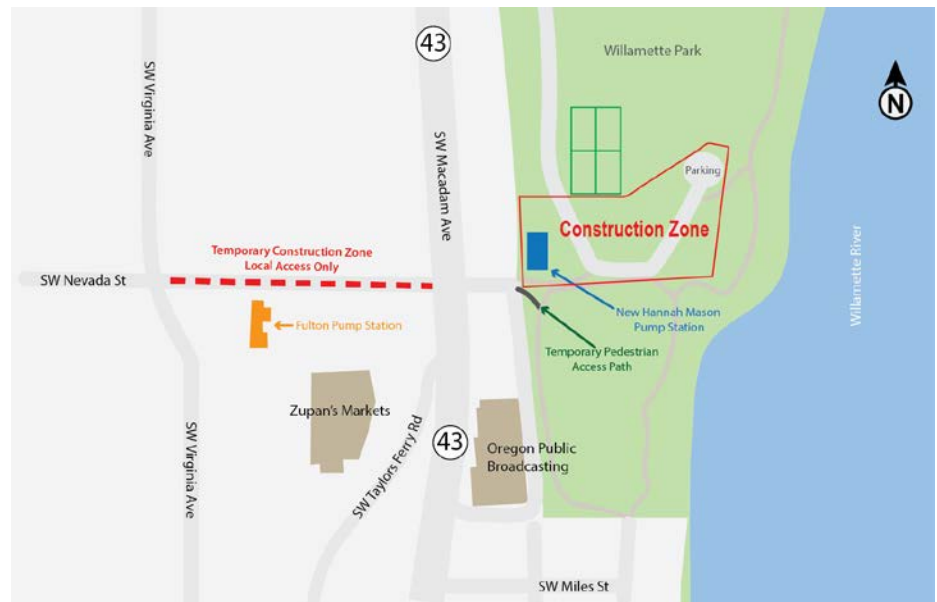 43
Willamette Park
SW Virginia Ave
N
SW Macadam Ave
Parking
Construction Zone
Temporary Construction Zone
Local Access Only
SW Nevada St
Willamette River
New Hannah Mason
Pump Station
Fulton Pump Station
Temporary Pedestrian
Access Path
Zupan's Markets
SW Virginia Ave
SW Taylors Ferry Rd
43
Oregon Public
Broadcasting
SW Miles St